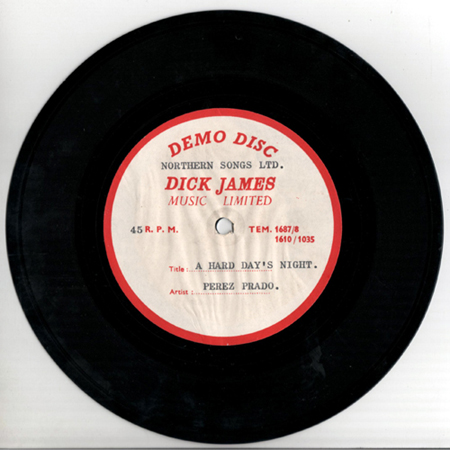 DEMO DISC
NORTHERN SONGS LTD.
DICK JAMES
MUSIC LIMITED
45 R. P. M. TEM. 1687/8
1610/1035
Title : A HARD DAY'S NIGHT.
Artist : PEREZ PRADO.